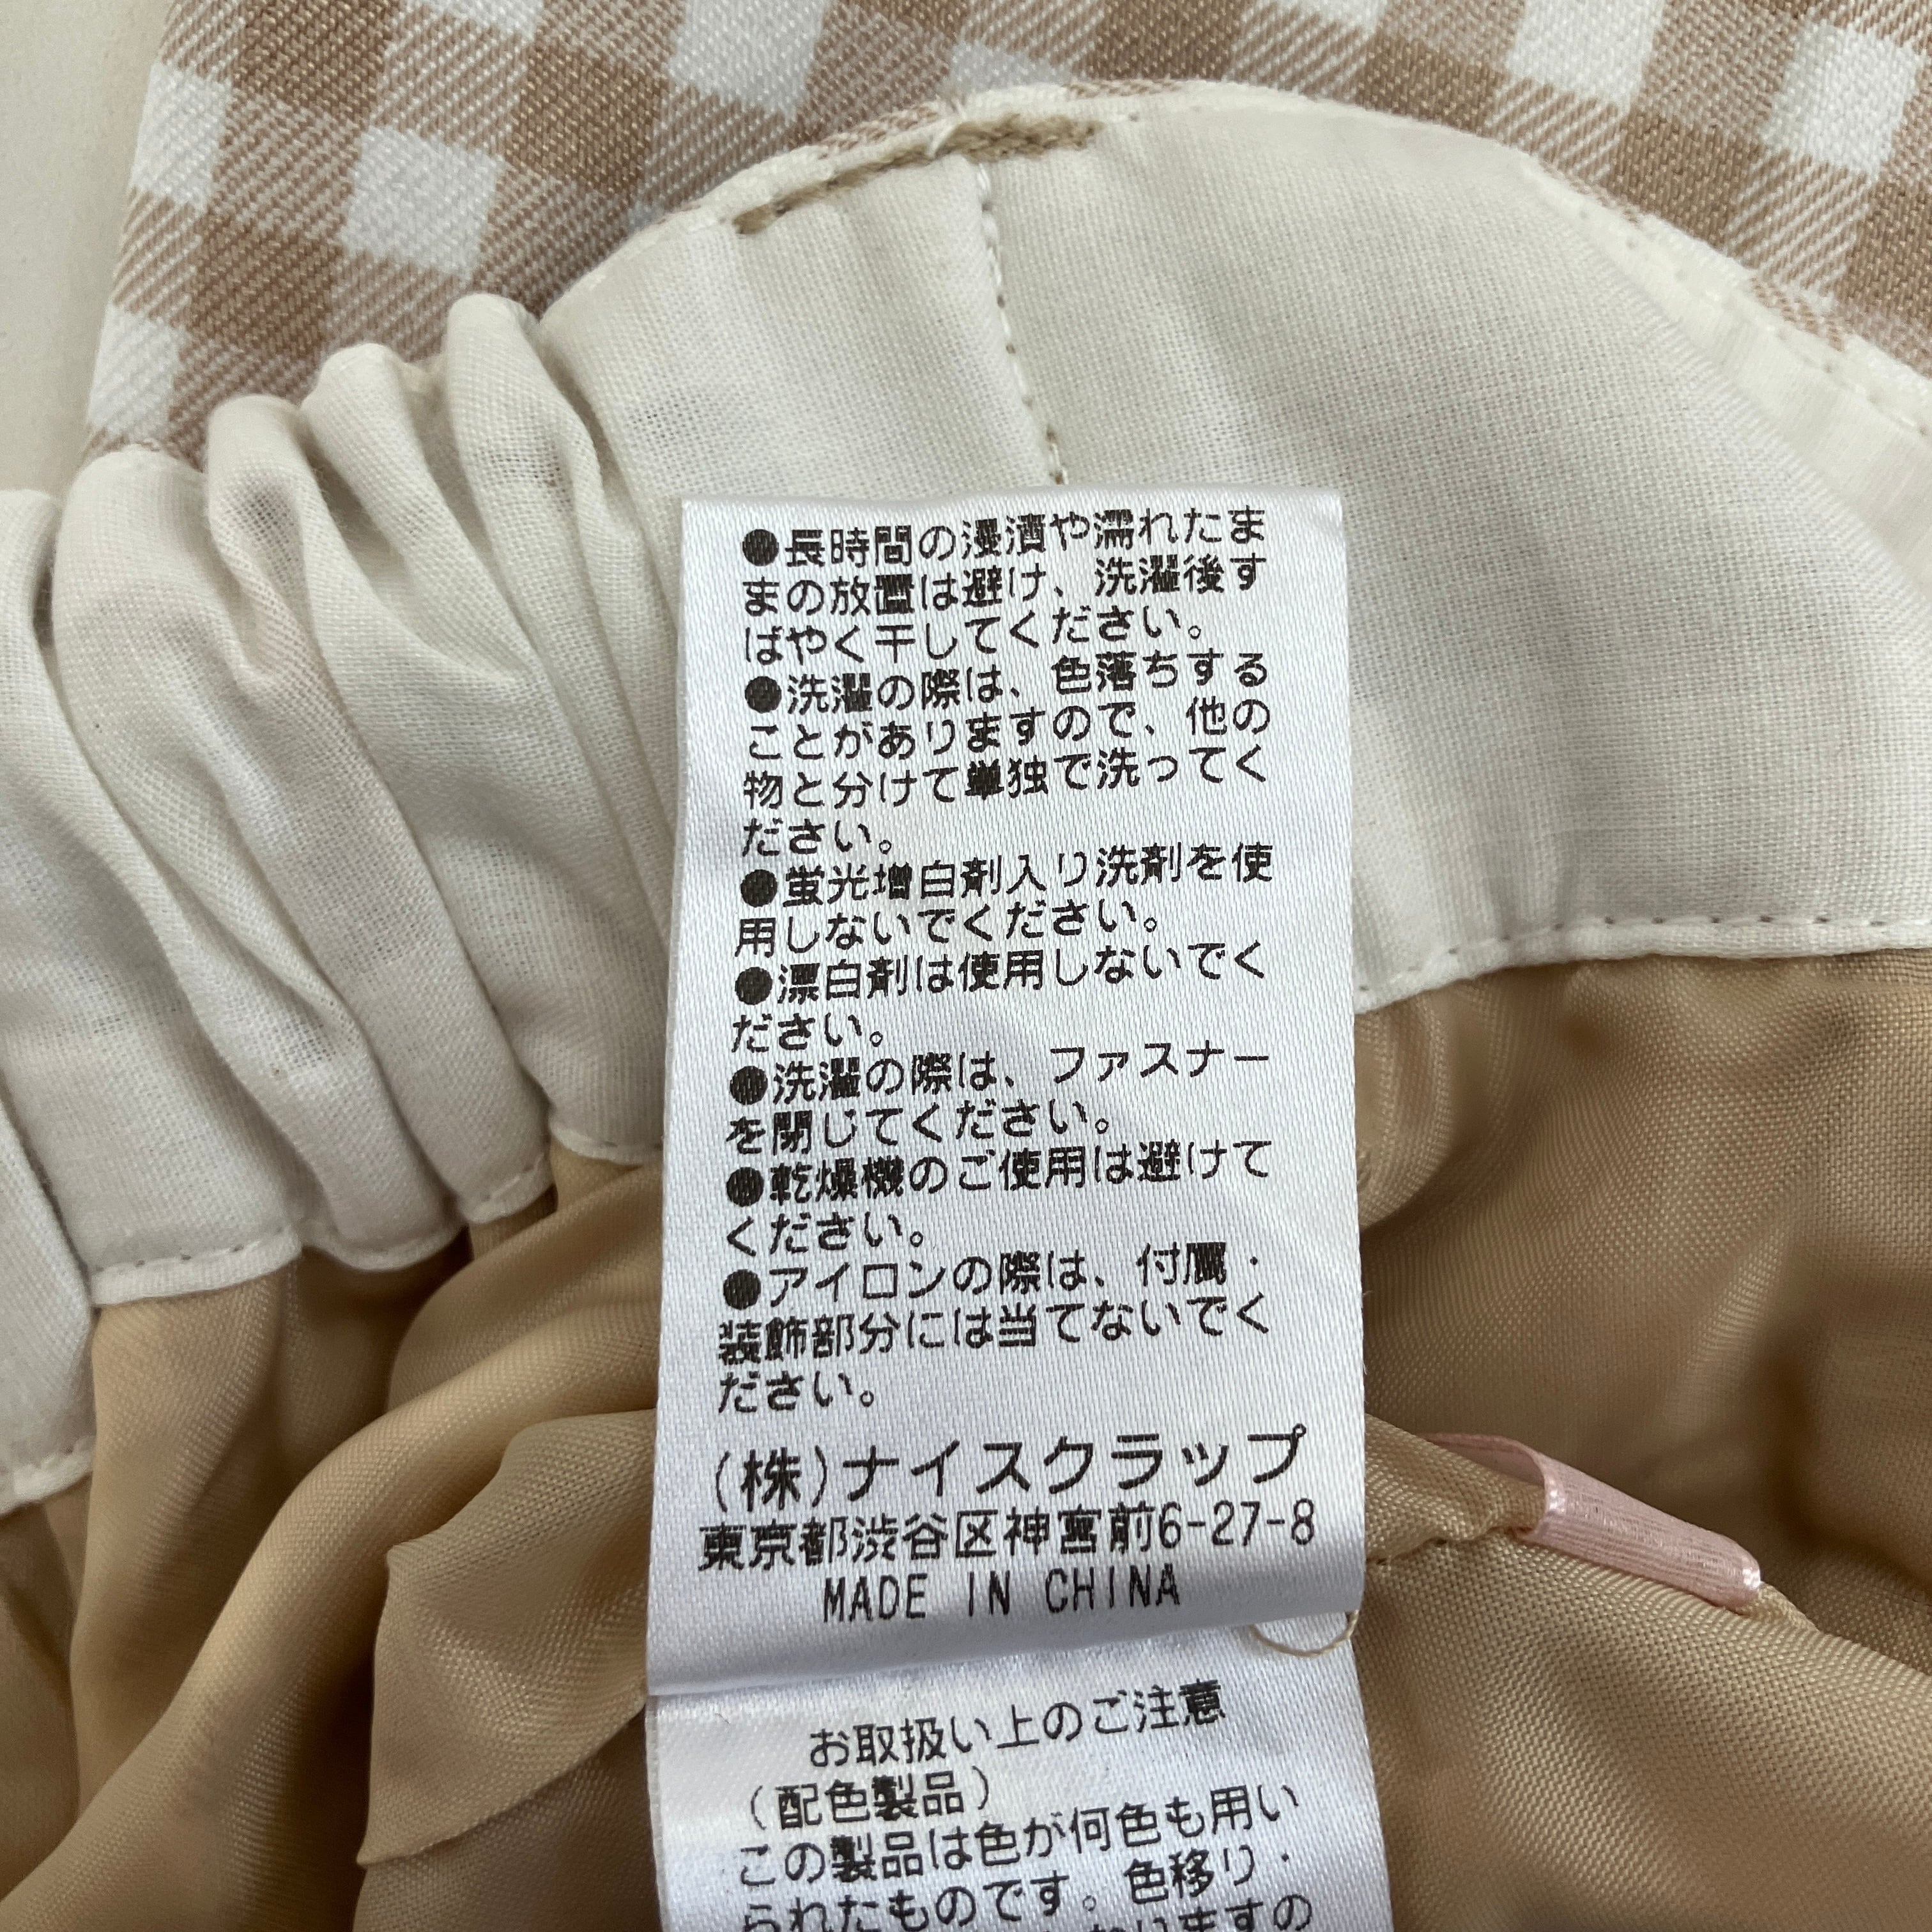 ●長時間の浸漬や濡れたま
まの放置は避け、洗濯後す
ばやく干してください。
●洗濯の際は、色落ちする
ことがありますので、他の
物と分けて単独で洗ってく
ださい。
●蛍光増白剤入り洗剤を使
用しないでください。
●漂白剤は使用しないでく
ださい。
●洗濯の際は、ファスナー
を閉じてください。
●乾燥機のご使用は避けて
ください。
●アイロンの際は、付属・
装飾部分には当てないでく
ださい。
(株)ナイスクラップ
東京都渋谷区神宮前6-27-8
MADE IN CHINA
お取扱い上のご注意
(配色製品)
この製品は色が何色も用い
られたものです。色移り・